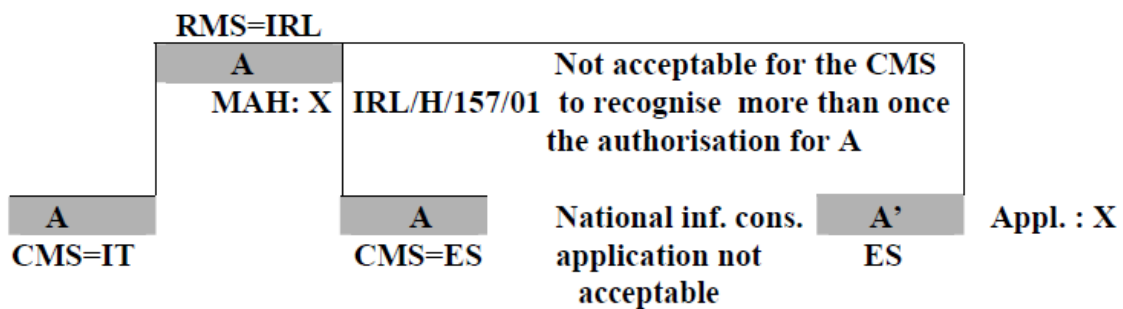 RMS=IRL
A Not acceptable for the CMS
MAH: X IRL/H/157/01 to recognise more than once
the authorisation for A
A A National inf. cons. A’ Appl. : X
CMS=IT CMS=ES application not ES
acceptable